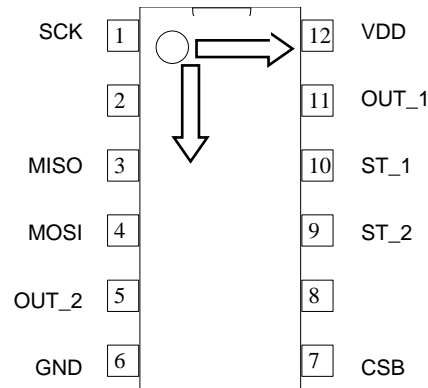 SCK 1 12 VDD
2 11 OUT_1
MISO 3 10 ST_1
MOSI 4 9 ST_2
OUT_2 5 8
GND 6 7 CSB